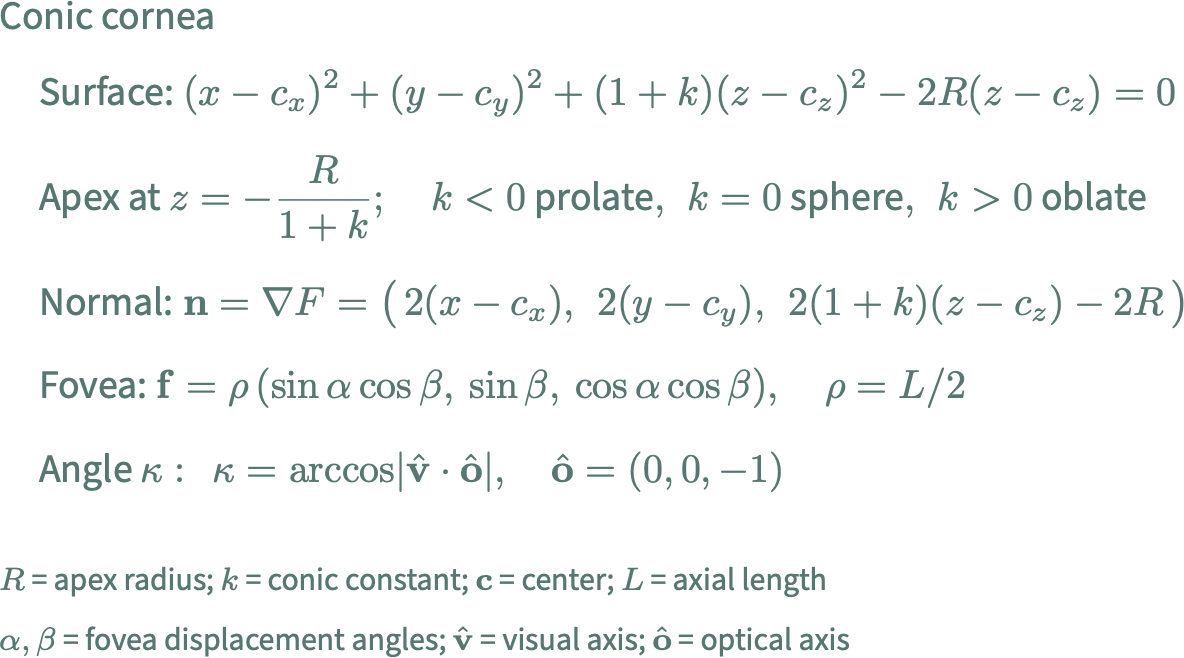 Conic cornea
Surface: (x − cₓ)² + (y − c_y)² + (1 + k)(z − c_z)² − 2R(z − c_z) = 0
Apex at z = −R/(1 + k); k < 0 prolate, k = 0 sphere, k > 0 oblate
Normal: n = ∇F = (2(x − cₓ), 2(y − c_y), 2(1 + k)(z − c_z) − 2R)
Fovea: f = ρ(sin α cos β, sin β, cos α cos β), ρ = L/2
Angle κ : κ = arccos|v̂ · ô|, ô = (0, 0, −1)
R = apex radius; k = conic constant; c = center; L = axial length
α, β = fovea displacement angles; v̂ = visual axis; ô = optical axis